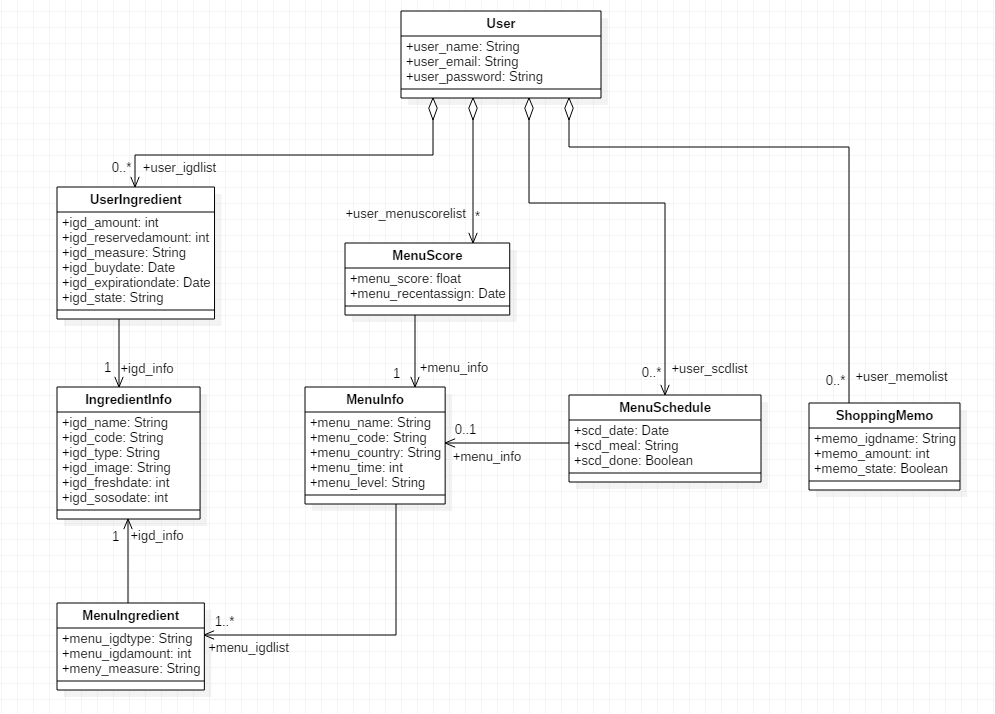 User
+user_name: String
+user_email: String
+user_password: String
0..* +user_igdlist
UserIngredient
+igd_amount: int
+igd_reservedamount: int
+igd_measure: String
+igd_buydate: Date
+igd_expirationdate: Date
+igd_state: String
+user_menuscorelist *
MenuScore
+menu_score: float
+menu_recentassign: Date
1 +igd_info
IngredientInfo
+igd_name: String
+igd_code: String
+igd_type: String
+igd_image: String
+igd_freshdate: int
+igd_sosodate: int
1 +menu_info
MenuInfo
+menu_name: String
+menu_code: String
+menu_country: String
+menu_time: int
+menu_level: String
0..1
+menu_info
0..* +user_scdlist
MenuSchedule
+scd_date: Date
+scd_meal: String
+scd_done: Boolean
0..* +user_memolist
ShoppingMemo
+memo_igdname: String
+memo_amount: int
+memo_state: Boolean
1 +igd_info
MenuIngredient
+menu_igdtype: String
+menu_igdamount: int
+meny_measure: String
1..*
+menu_igdlist